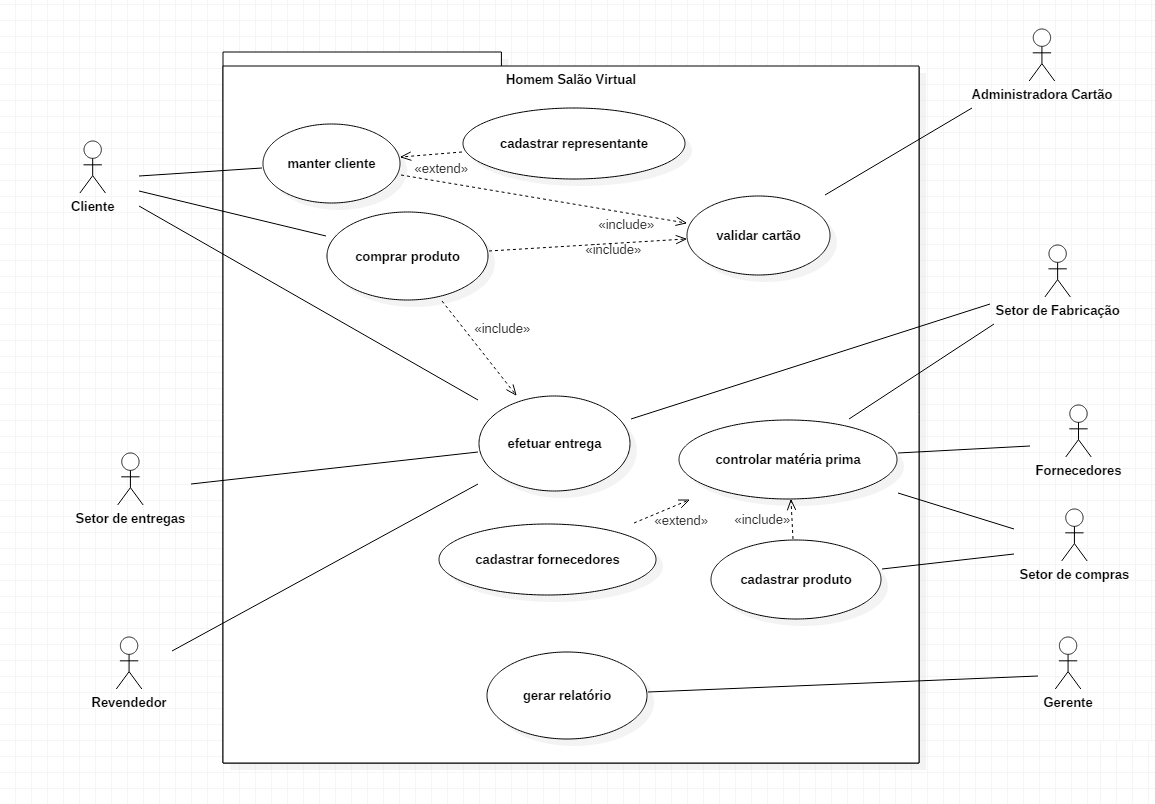 Homem Salão Virtual
Administradora Cartão
cadastrar representante
manter cliente
«extend»
Cliente
«include»
validar cartão
«include»
comprar produto
Setor de Fabricação
«include»
efetuar entrega
controlar matéria prima
Fornecedores
Setor de entregas
«extend»
«include»
cadastrar fornecedores
cadastrar produto
Setor de compras
gerar relatório
Revendedor
Gerente